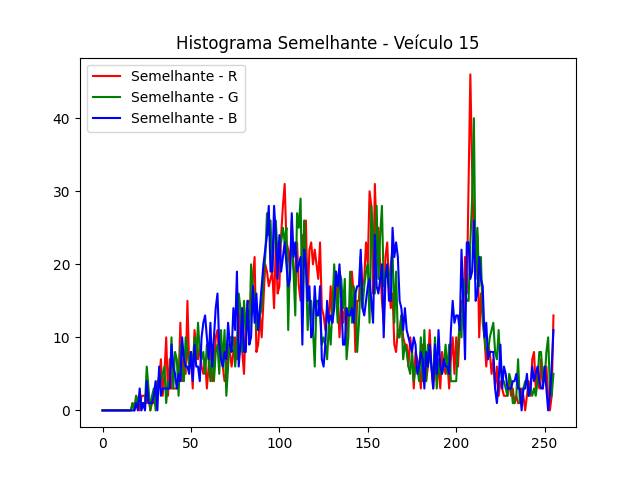 Histograma Semelhante - Veículo 15
Semelhante - R
Semelhante - G
Semelhante - B
40
30
20
10
0
0 50 100 150 200 250